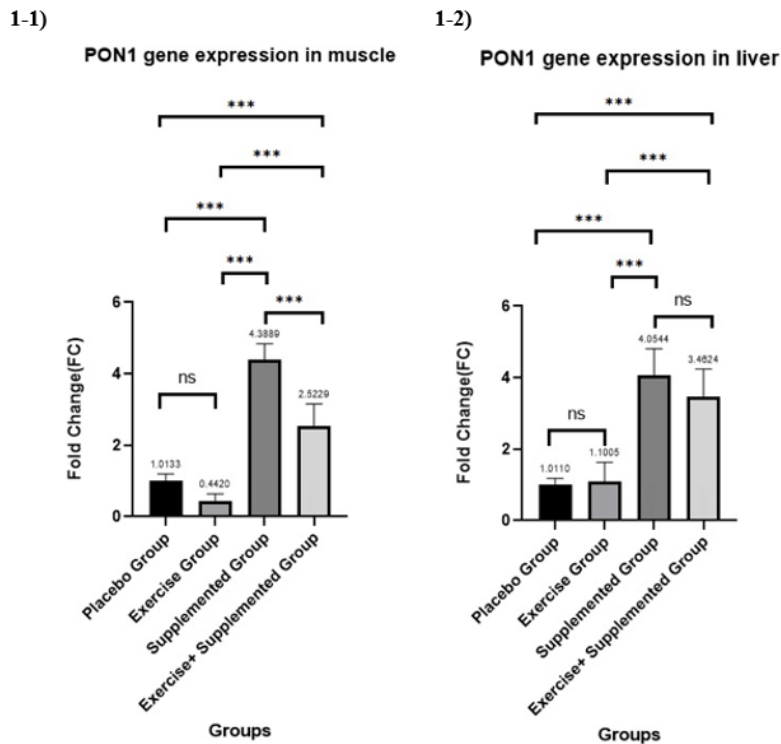 1-1)
PON1 gene expression in muscle
***
***
***
***
***
ns
Fold Change(FC)
6
4
2
0
1.0133
0.4420
4.3889
2.5229
Placebo Group
Exercise Group
Supplemented Group
Exercise+ Supplemented Group
Groups
1-2)
PON1 gene expression in liver
***
***
***
***
ns
ns
Fold Change(FC)
6
4
2
0
1.0110
1.1005
4.0544
3.4624
Placebo Group
Exercise Group
Supplemented Group
Exercise+ Supplemented Group
Groups